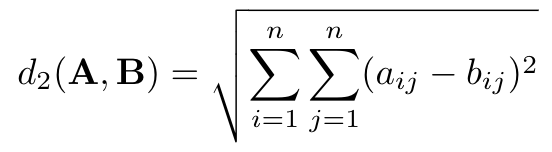 $d_2(\mathbf{A}, \mathbf{B}) = \sqrt{\sum_{i=1}^{n} \sum_{j=1}^{n} (a_{ij} - b_{ij})^2}$